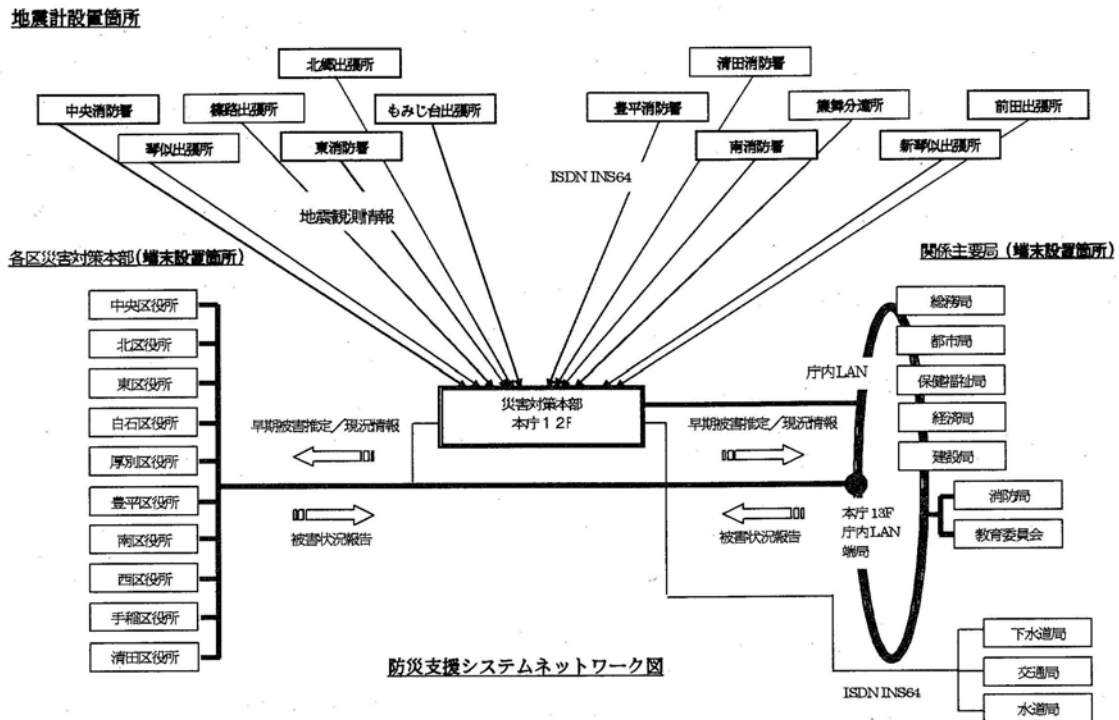 地震計設置箇所
北郷出張所
清田消防署
中央消防署
篠路出張所
もみじ台出張所
豊平消防署
簾舞分遣所
前田出張所
琴似出張所
東消防署
南消防署
新琴似出張所
ISDN INS64
地震観測情報
各区災害対策本部(端末設置箇所)
関係主要局(端末設置箇所)
中央区役所
北区役所
東区役所
白石区役所
厚別区役所
豊平区役所
南区役所
西区役所
手稲区役所
清田区役所
災害対策本部
本庁12F
早期被害推定/現況情報
被害状況報告
早期被害推定/現況情報
被害状況報告
庁内LAN
総務局
都市局
保健福祉局
経済局
建設局
消防局
教育委員会
本庁13F
庁内LAN
端局
下水道局
交通局
水道局
ISDN INS64
防災支援システムネットワーク図